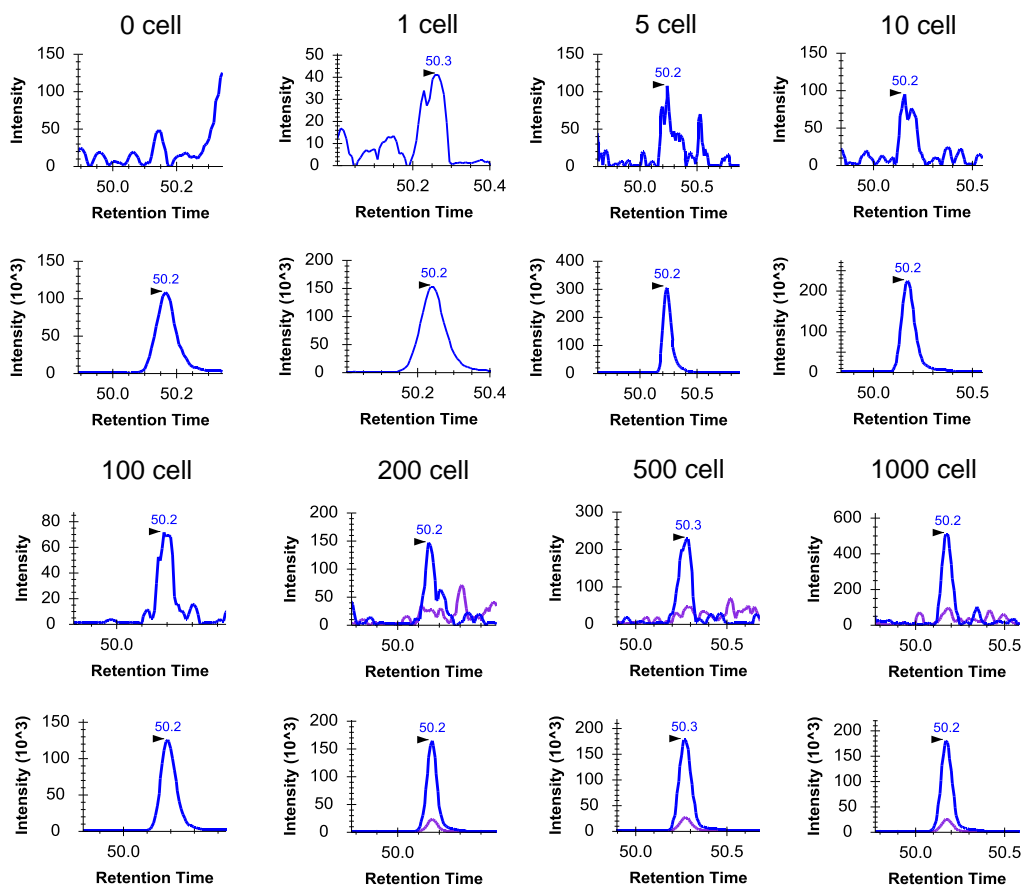 0 cell
1 cell
5 cell
10 cell
150
100
50
0
Intensity
50.0
50.2
Retention Time
50
40
30
20
10
0
Intensity
50.3
50.2
50.4
Retention Time
150
100
50
0
Intensity
50.2
50.0
50.5
Retention Time
150
100
50
0
Intensity
50.2
50.0
50.5
Retention Time
150
100
50
0
Intensity (10^3)
50.2
50.0
50.2
Retention Time
200
150
100
50
0
Intensity (10^3)
50.2
50.2
50.4
Retention Time
400
300
200
100
0
Intensity (10^3)
50.2
50.0
50.5
Retention Time
200
100
0
Intensity (10^3)
50.2
50.0
50.5
Retention Time
100 cell
200 cell
500 cell
1000 cell
80
60
40
20
0
Intensity
50.2
50.0
Retention Time
200
150
100
50
0
Intensity
50.2
50.0
Retention Time
300
200
100
0
Intensity
50.3
50.0
50.5
Retention Time
600
400
200
0
Intensity
50.2
50.0
50.5
Retention Time
150
100
50
0
Intensity (10^3)
50.2
50.0
Retention Time
200
150
100
50
0
Intensity (10^3)
50.2
50.0
Retention Time
200
150
100
50
0
Intensity (10^3)
50.3
50.0
50.5
Retention Time
200
150
100
50
0
Intensity (10^3)
50.2
50.0
50.5
Retention Time